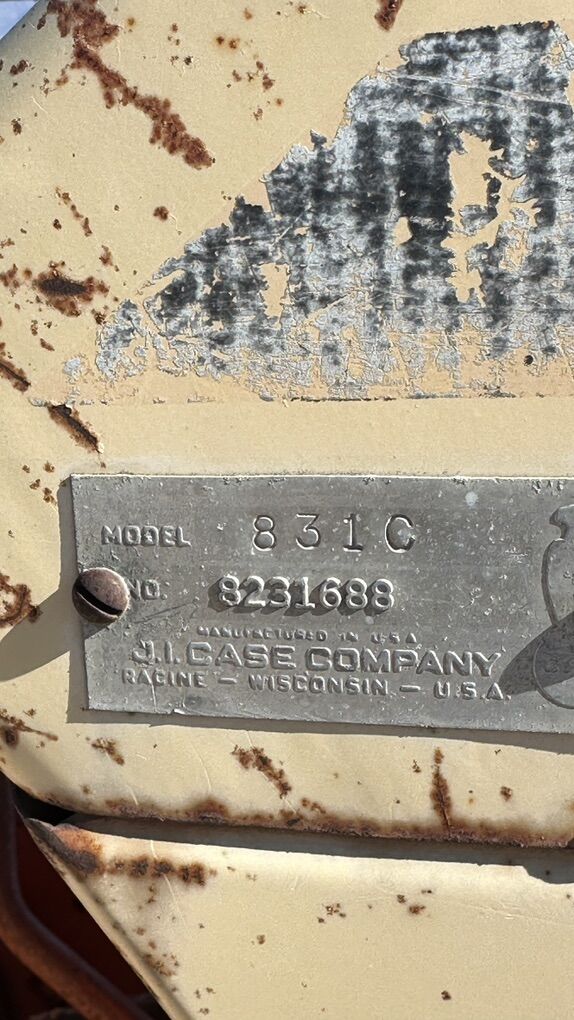 MODEL 831C
NO. 8231688
MANUFACTURED IN U.S.A.
J.I. CASE COMPANY
RACINE — WISCONSIN — U.S.A.